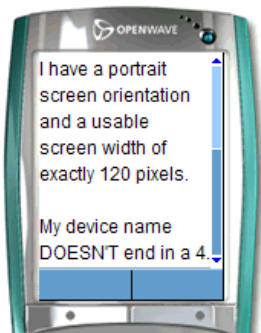 OPENWAVE
I have a portrait
screen orientation
and a usable
screen width of
exactly 120 pixels.
My device name
DOESN'T end in a 4.